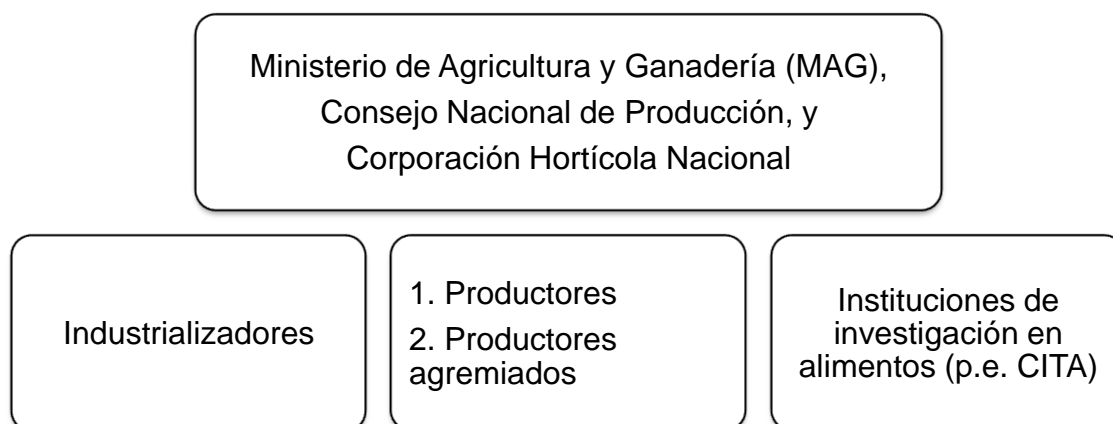 Ministerio de Agricultura y Ganadería (MAG),
Consejo Nacional de Producción, y
Corporación Hortícola Nacional
Industrializadores
1. Productores
2. Productores
agremiados
Instituciones de
investigación en
alimentos (p.e. CITA)